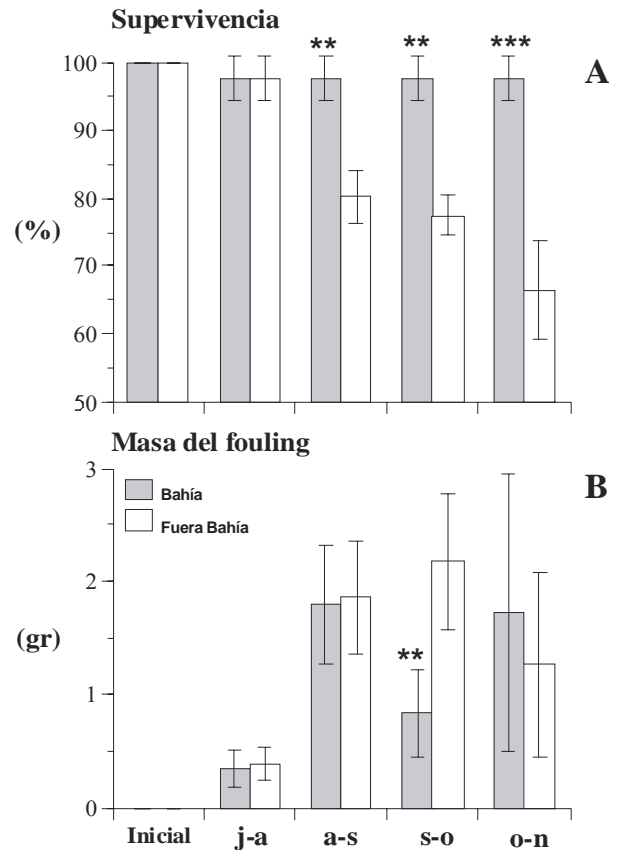 Supervivencia
** ** ***
A
100
90
80
(%)
70
60
50
Masa del fouling
3
B
Bahía
Fuera Bahía
2
(gr)
**
1
0
Inicial j-a a-s s-o o-n